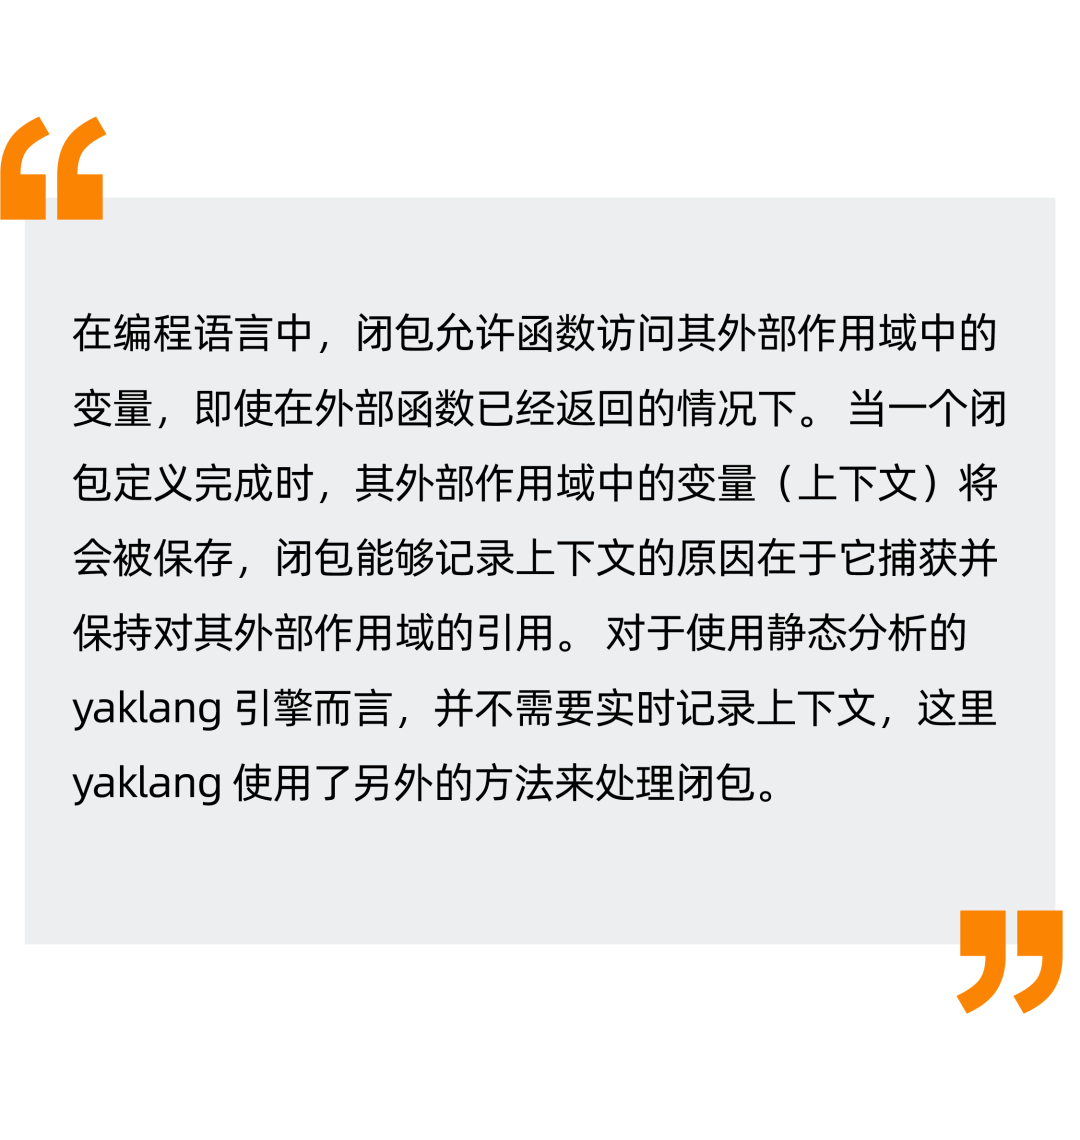 在编程语言中，闭包允许函数访问其外部作用域中的
变量，即使在外部函数已经返回的情况下。 当一个闭
包定义完成时，其外部作用域中的变量（上下文）将
会被保存，闭包能够记录上下文的原因在于它捕获并
保持对其外部作用域的引用。 对于使用静态分析的
yaklang 引擎而言，并不需要实时记录上下文，这里
yaklang 使用了另外的方法来处理闭包。